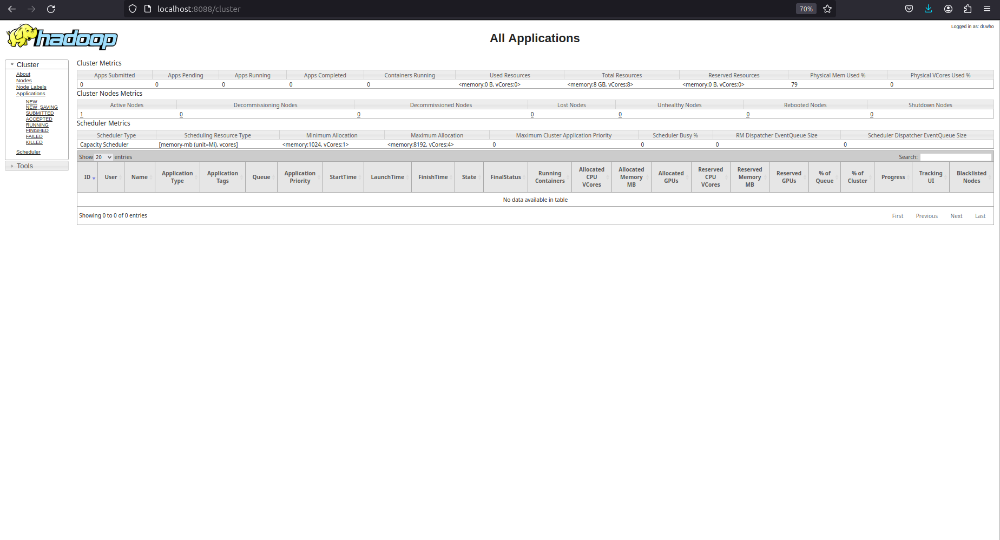 localhost:8088/cluster
70%
Logged in as: dr.who
hadoop
All Applications
Cluster
About
Nodes
Node Labels
Applications
NEW
NEW_SAVING
SUBMITTED
ACCEPTED
RUNNING
FINISHED
FAILED
KILLED
Scheduler
Tools
Cluster Metrics
Apps Submitted Apps Pending Apps Running Apps Completed Containers Running Used Resources Total Resources Reserved Resources Physical Mem Used % Physical VCores Used %
0 0 0 0 0 <memory:0 B, vCores:0> <memory:8 GB, vCores:8> <memory:0 B, vCores:0> 79 0
Cluster Nodes Metrics
Active Nodes Decommissioning Nodes Decommissioned Nodes Lost Nodes Unhealthy Nodes Rebooted Nodes Shutdown Nodes
1 0 0 0 0 0 0
Scheduler Metrics
Scheduler Type Scheduling Resource Type Minimum Allocation Maximum Allocation Maximum Cluster Application Priority Scheduler Busy % RM Dispatcher EventQueue Size Scheduler Dispatcher EventQueue Size
Capacity Scheduler [memory-mb (unit=Mi), vcores] <memory:1024, vCores:1> <memory:8192, vCores:4> 0 0 0 0
Show 20 entries Search:
ID User Name Application Type Application Tags Queue Application Priority StartTime LaunchTime FinishTime State FinalStatus Running Containers Allocated CPU VCores Allocated Memory MB Allocated GPUs Reserved CPU VCores Reserved Memory MB Reserved GPUs % of Queue % of Cluster Progress Tracking UI Blacklisted Nodes
No data available in table
Showing 0 to 0 of 0 entries First Previous Next Last